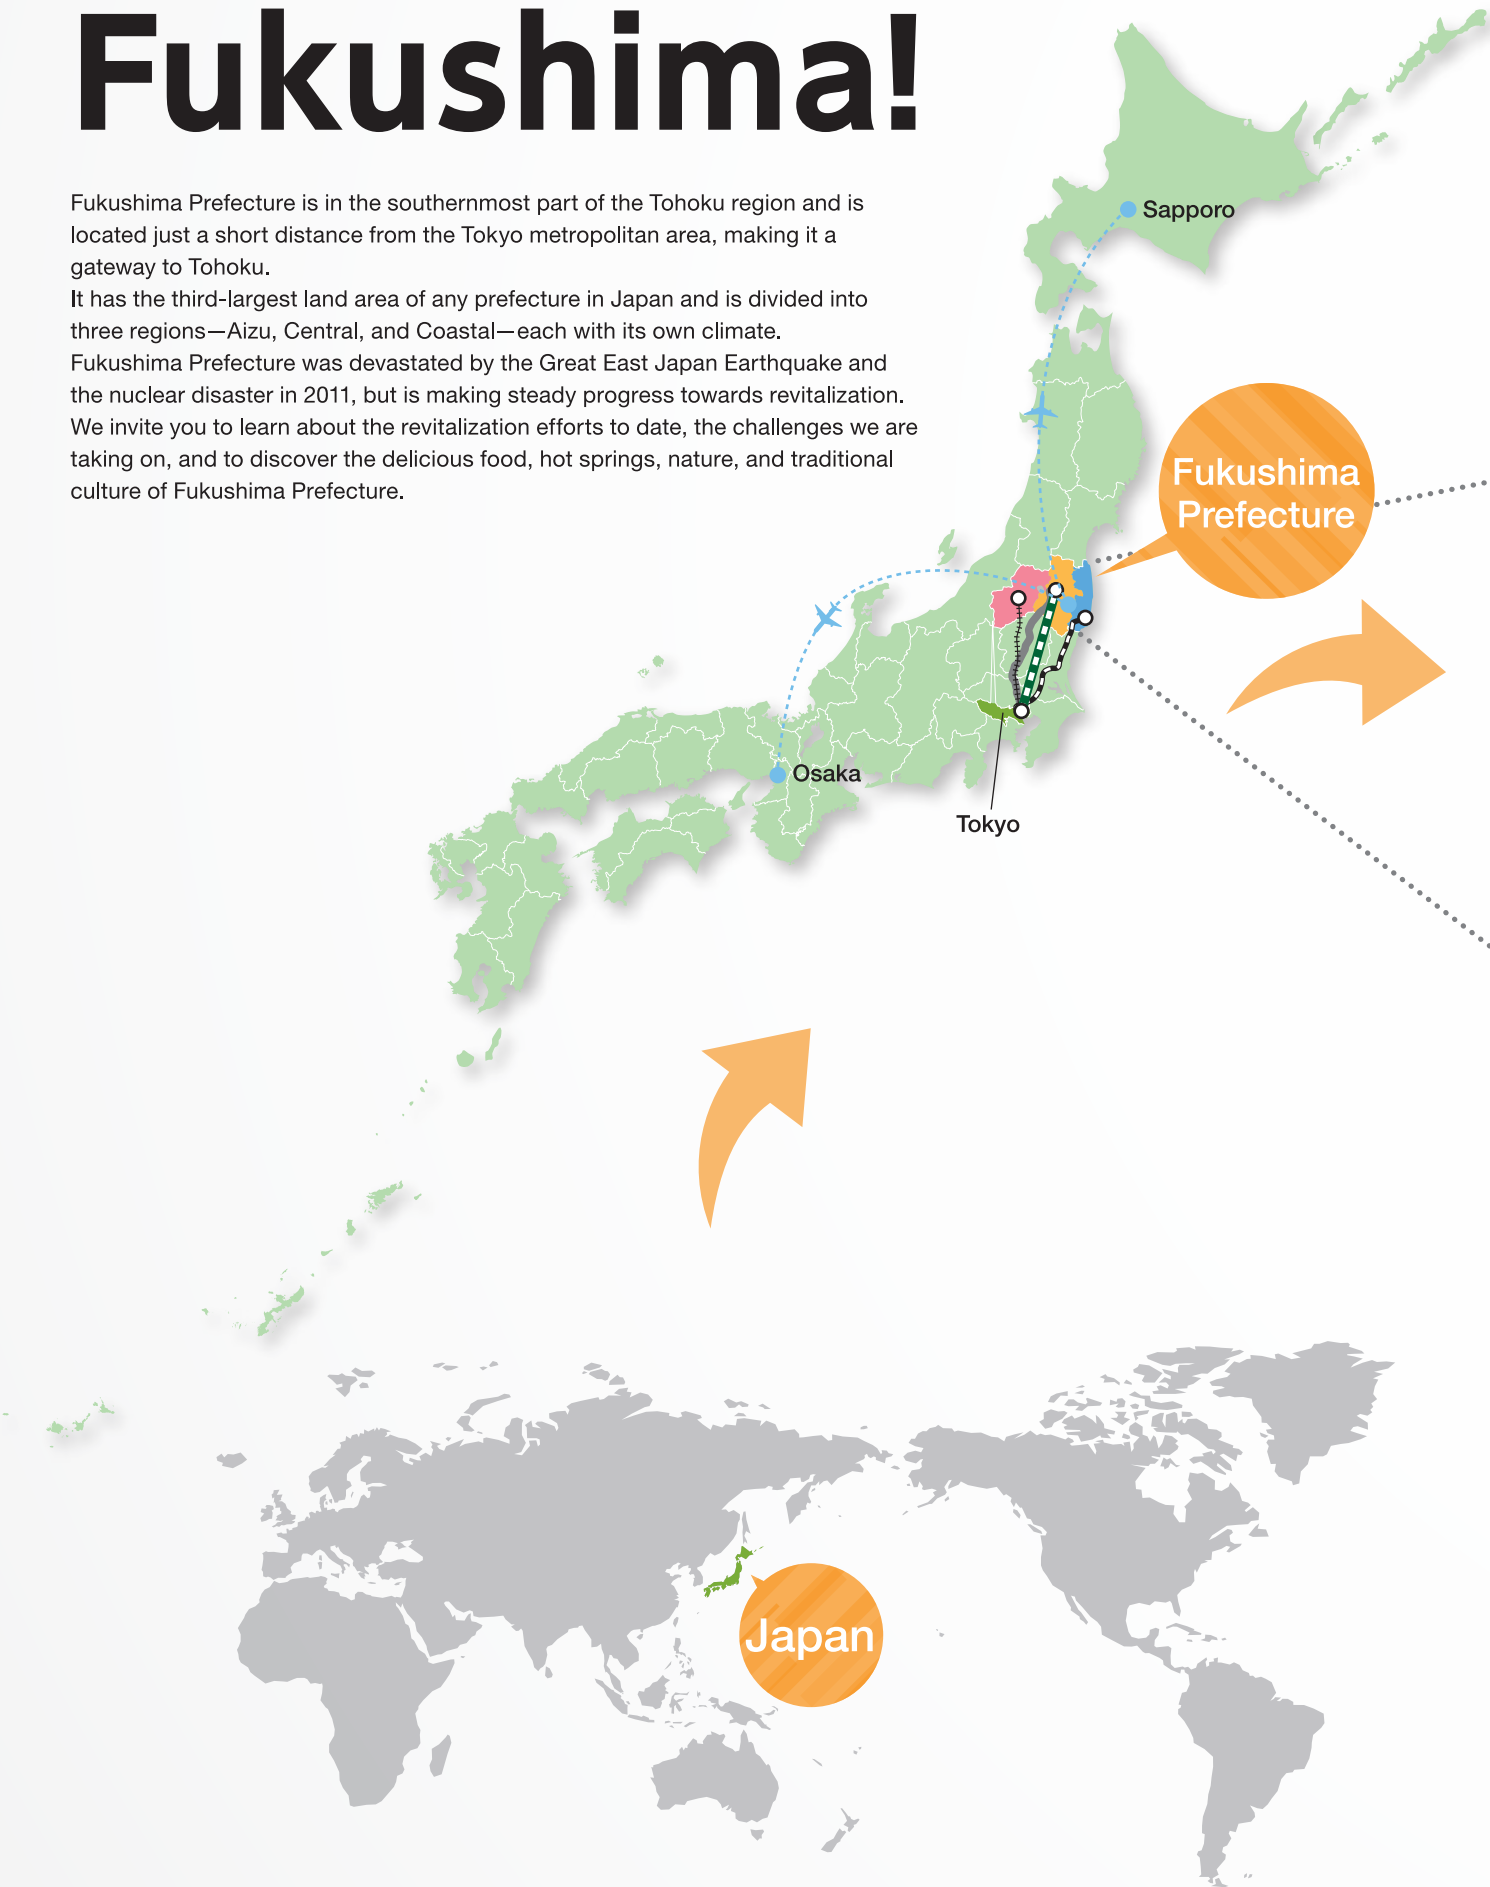 Fukushima!
Fukushima Prefecture is in the southernmost part of the Tohoku region and is
located just a short distance from the Tokyo metropolitan area, making it a
gateway to Tohoku.
It has the third-largest land area of any prefecture in Japan and is divided into
three regions—Aizu, Central, and Coastal—each with its own climate.
Fukushima Prefecture was devastated by the Great East Japan Earthquake and
the nuclear disaster in 2011, but is making steady progress towards revitalization.
We invite you to learn about the revitalization efforts to date, the challenges we are
taking on, and to discover the delicious food, hot springs, nature, and traditional
culture of Fukushima Prefecture.
Sapporo
Fukushima
Prefecture
Osaka
Tokyo
Japan